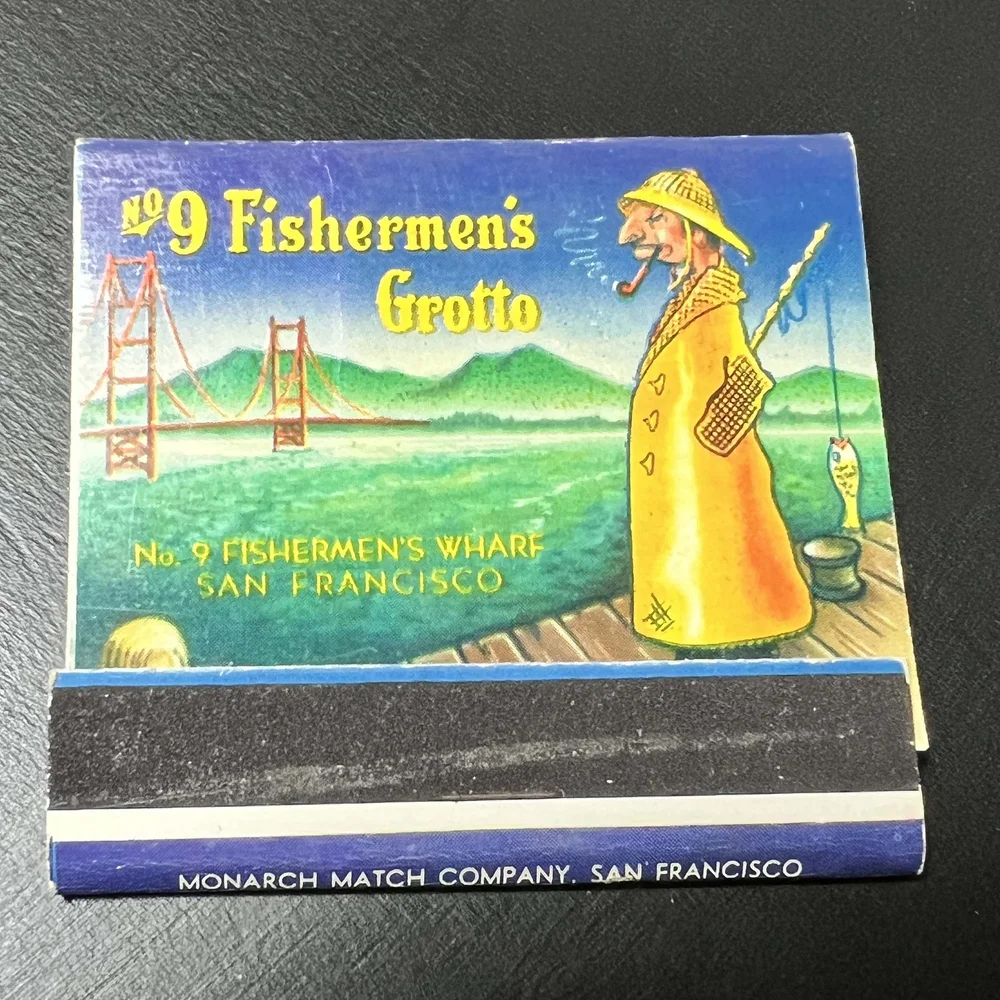 No 9 Fishermen's
Grotto
No. 9 FISHERMEN'S WHARF
SAN FRANCISCO
MONARCH MATCH COMPANY, SAN FRANCISCO